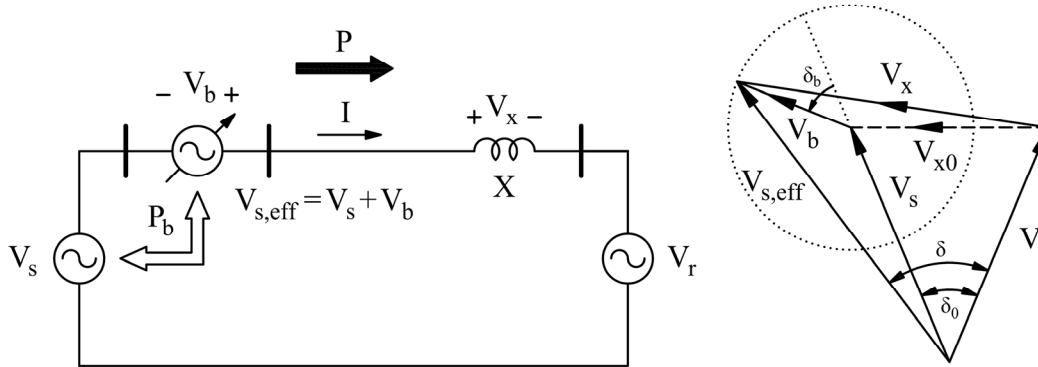 P
− V_b +
I
+ V_x −
X
V_s,eff = V_s + V_b
P_b
V_s
V_r
δ_b
V_x
V_b
V_x0
V_s,eff
V_s
V
δ
δ_0